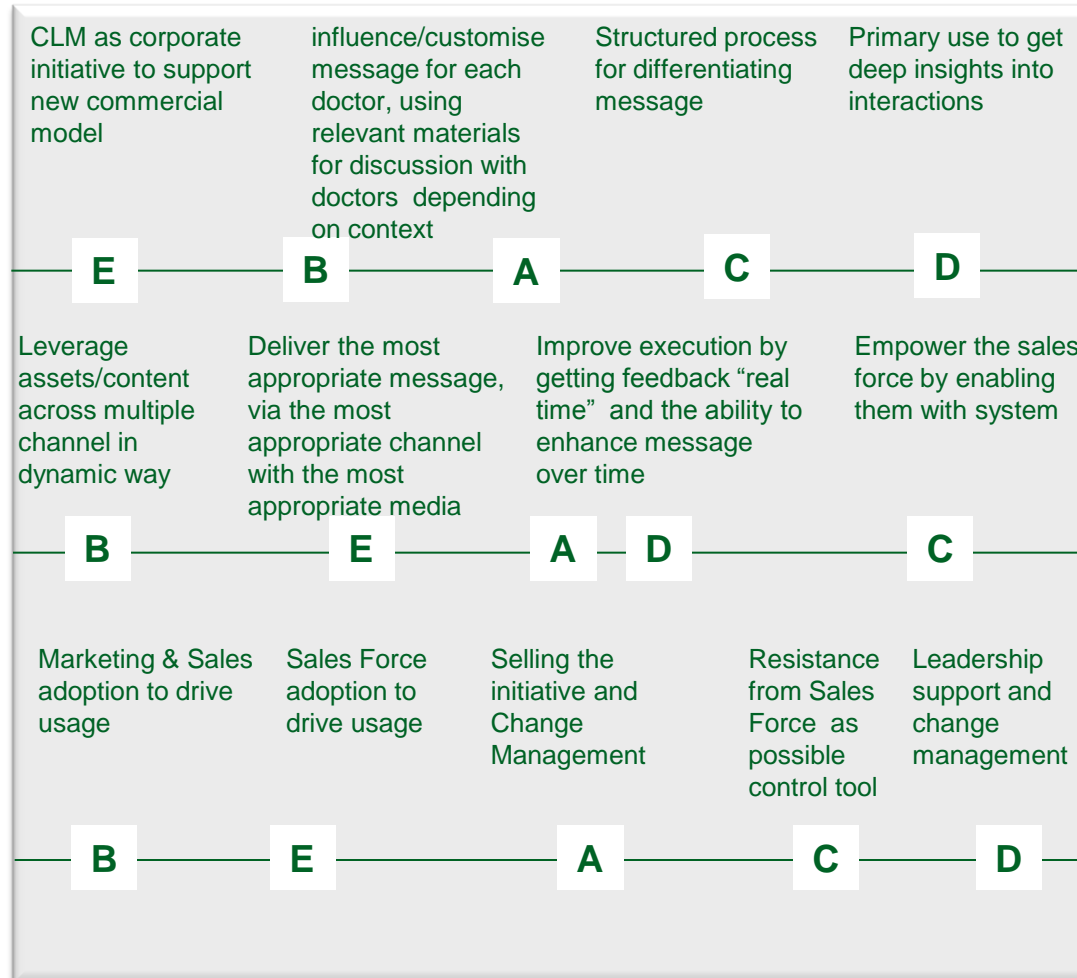 CLM as corporate
initiative to support
new commercial
model
influence/customise
message for each
doctor, using
relevant materials
for discussion with
doctors depending
on context
Structured process
for differentiating
message
Primary use to get
deep insights into
interactions
E
B
A
C
D
Leverage
assets/content
across multiple
channel in
dynamic way
Deliver the most
appropriate message,
via the most
appropriate channel
with the most
appropriate media
Improve execution by
getting feedback “real
time” and the ability to
enhance message
over time
Empower the sales
force by enabling
them with system
B
E
A
D
C
Marketing & Sales
adoption to drive
usage
Sales Force
adoption to
drive usage
Selling the
initiative and
Change
Management
Resistance
from Sales
Force as
possible
control tool
Leadership
support and
change
management
B
E
A
C
D